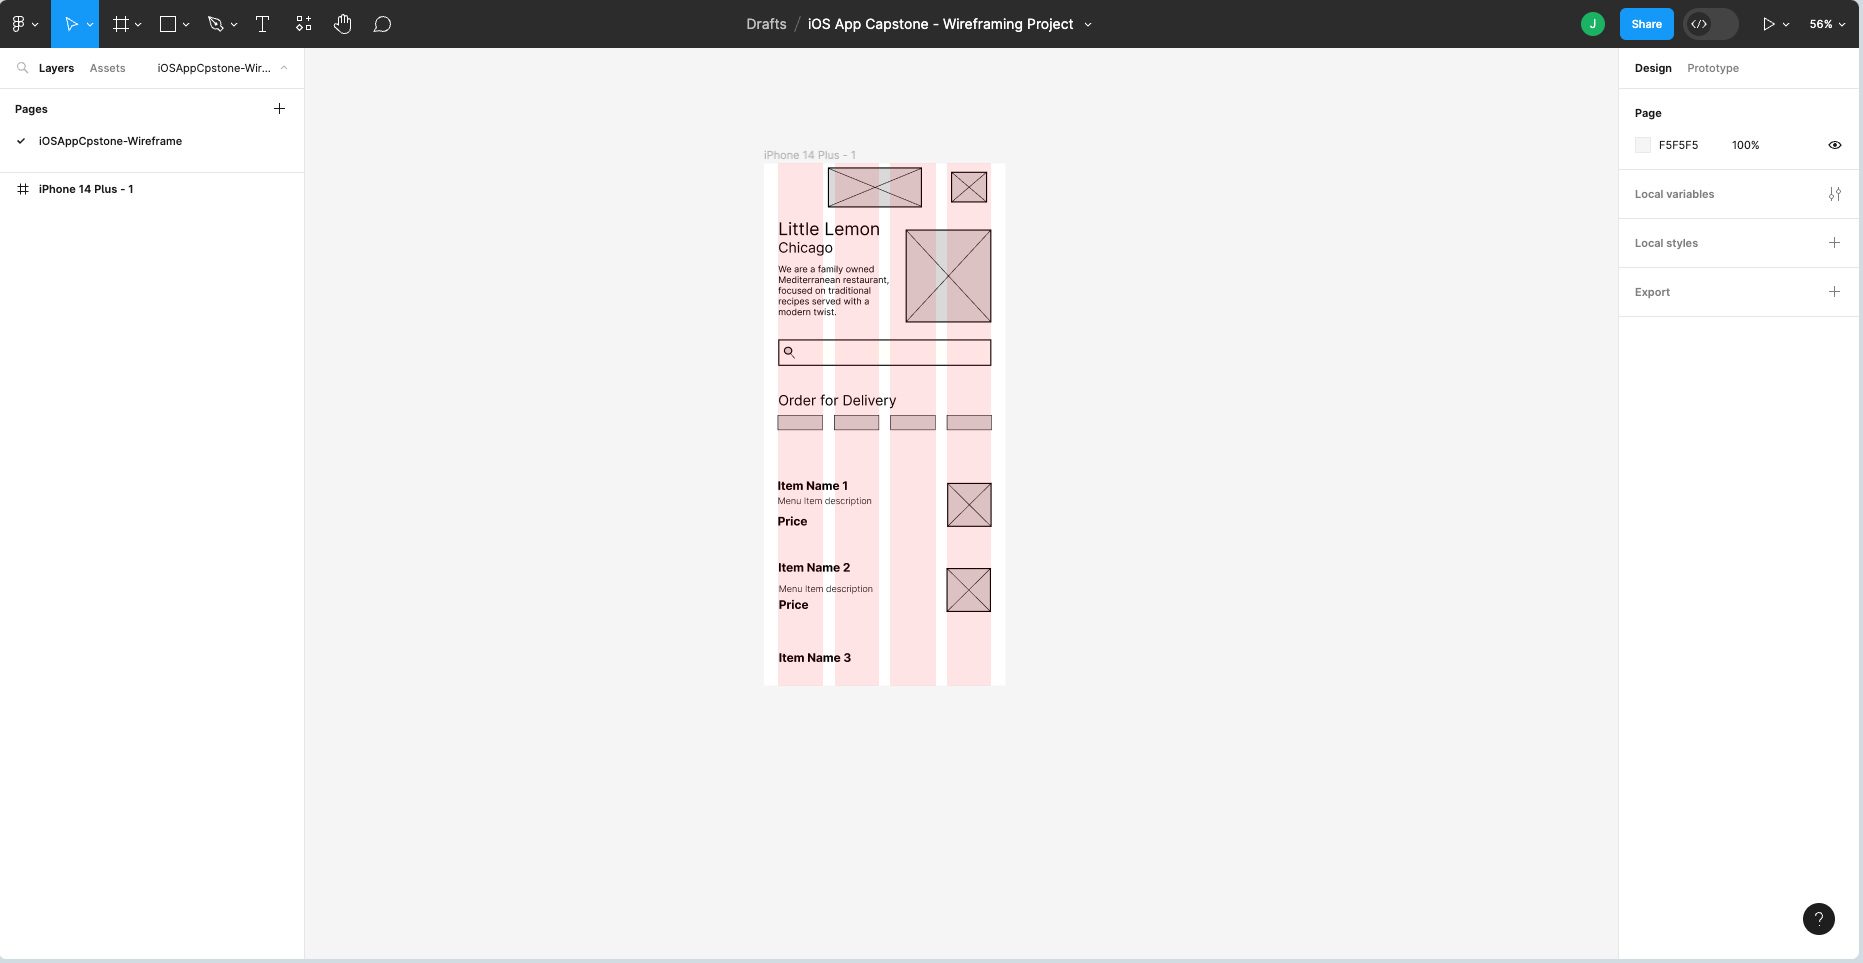 Drafts / iOS App Capstone - Wireframing Project
J
Share
56%
Layers
Assets
iOSAppCpstone-Wir...
Pages
iOSAppCpstone-Wireframe
iPhone 14 Plus - 1
iPhone 14 Plus - 1
Little Lemon
Chicago
We are a family owned
Mediterranean restaurant,
focused on traditional
recipes served with a
modern twist.
Order for Delivery
Item Name 1
Menu Item description
Price
Item Name 2
Menu Item description
Price
Item Name 3
Design
Prototype
Page
F5F5F5
100%
Local variables
Local styles
Export
?